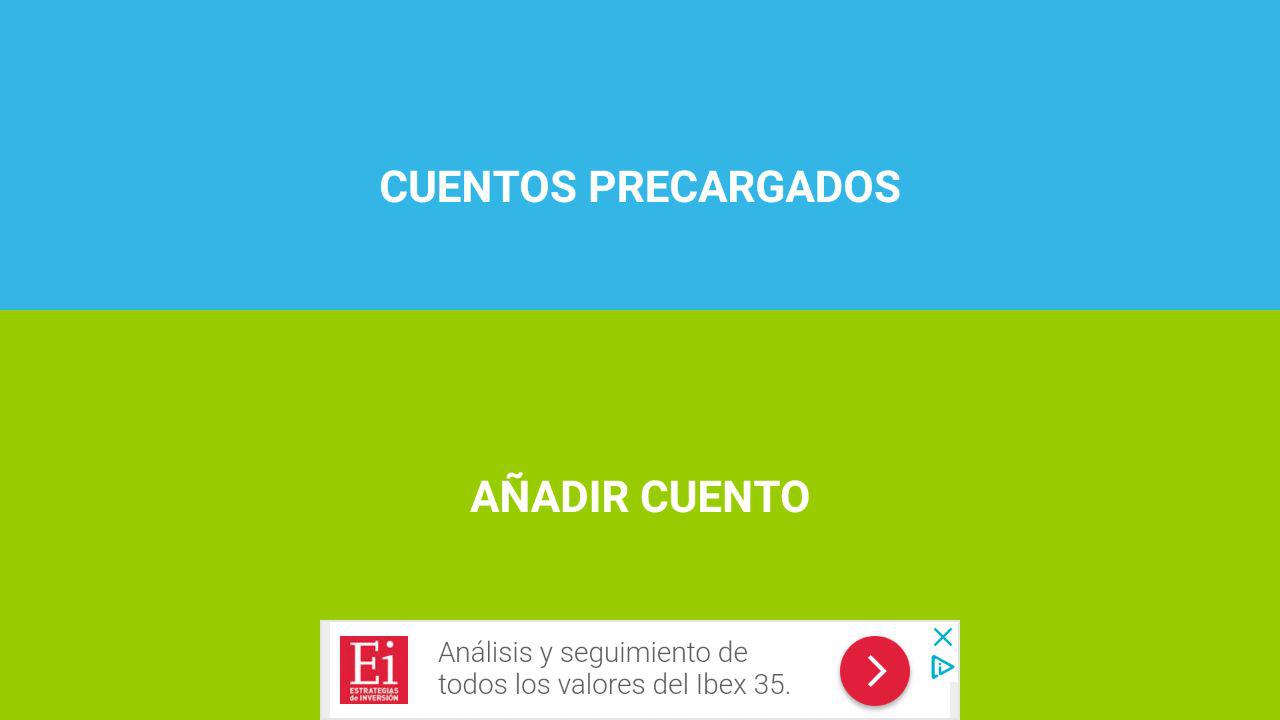 CUENTOS PRECARGADOS
AÑADIR CUENTO
Ei
ESTRATEGIAS
de INVERSIÓN
Análisis y seguimiento de
todos los valores del Ibex 35.